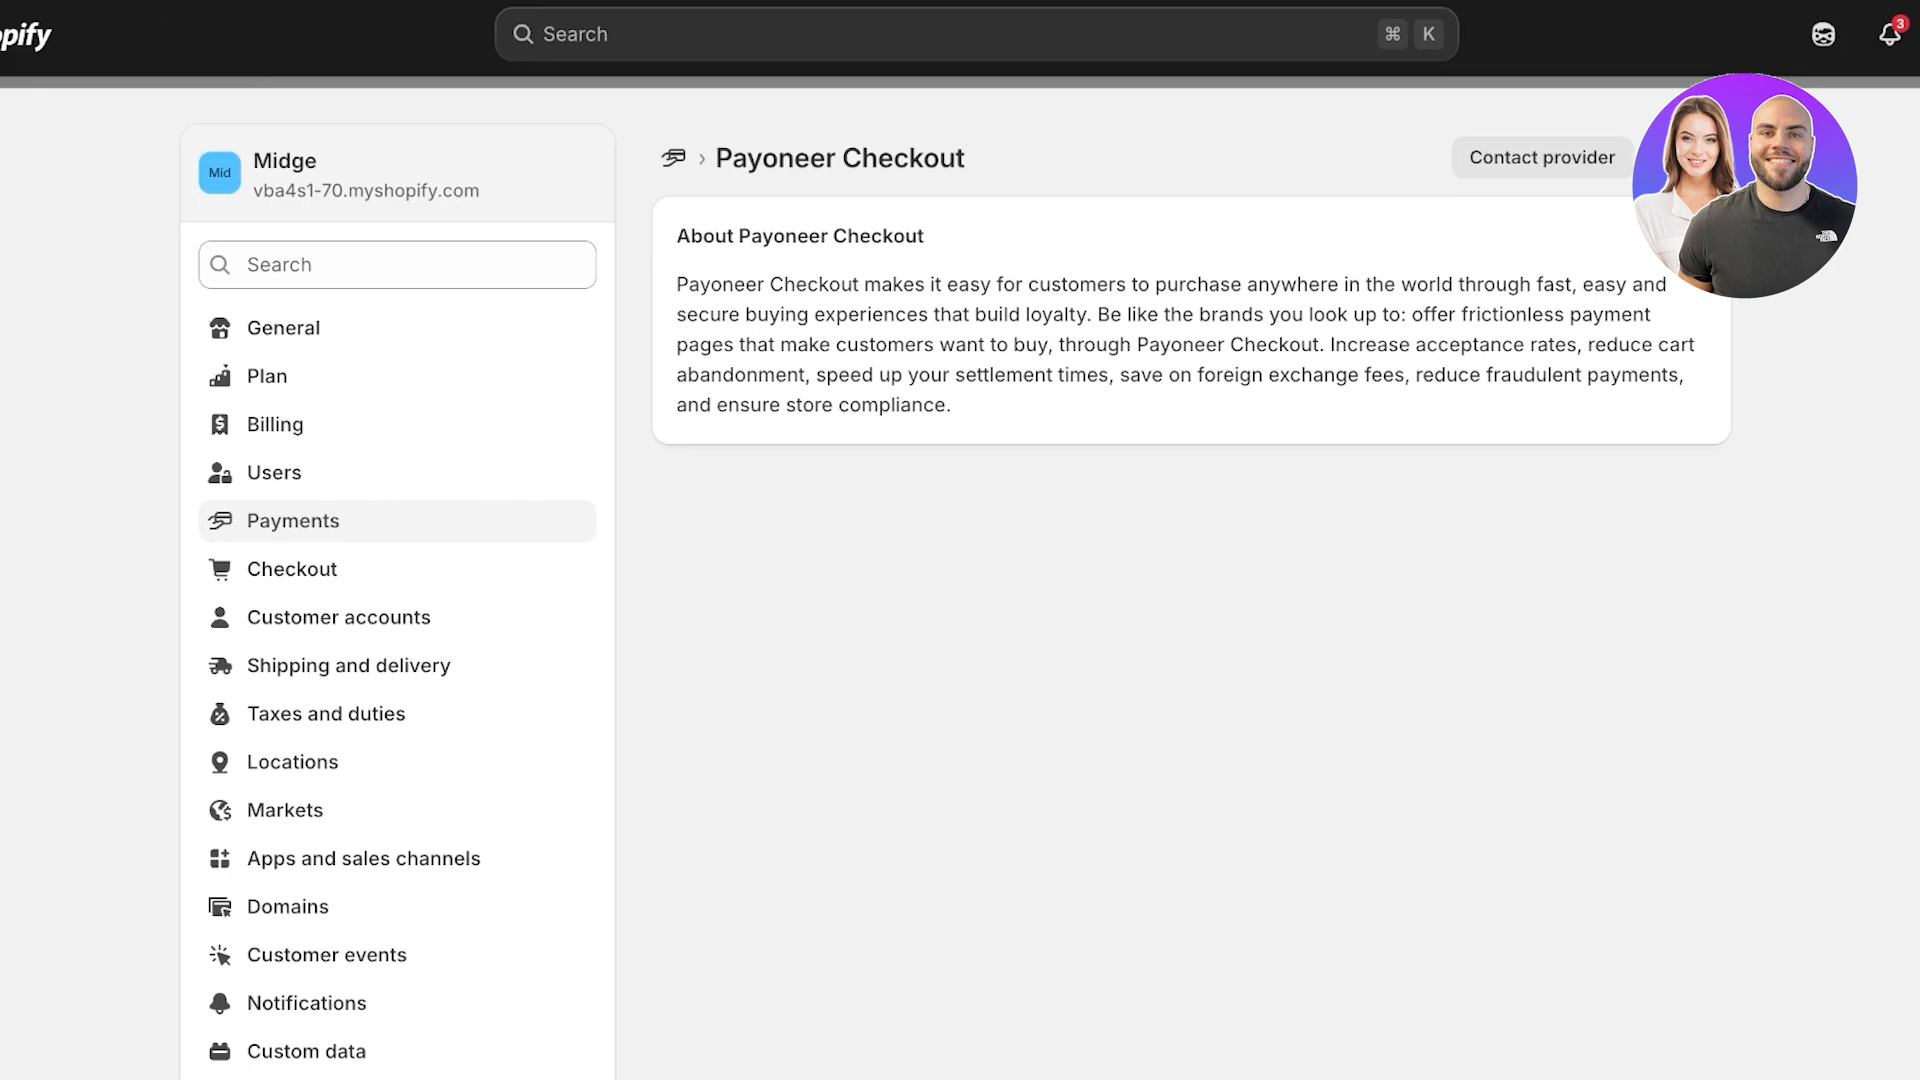 opify
Search
⌘ K
3
Mid
Midge
vba4s1-70.myshopify.com
Search
General
Plan
Billing
Users
Payments
Checkout
Customer accounts
Shipping and delivery
Taxes and duties
Locations
Markets
Apps and sales channels
Domains
Customer events
Notifications
Custom data
› Payoneer Checkout
Contact provider
About Payoneer Checkout
Payoneer Checkout makes it easy for customers to purchase anywhere in the world through fast, easy and
secure buying experiences that build loyalty. Be like the brands you look up to: offer frictionless payment
pages that make customers want to buy, through Payoneer Checkout. Increase acceptance rates, reduce cart
abandonment, speed up your settlement times, save on foreign exchange fees, reduce fraudulent payments,
and ensure store compliance.